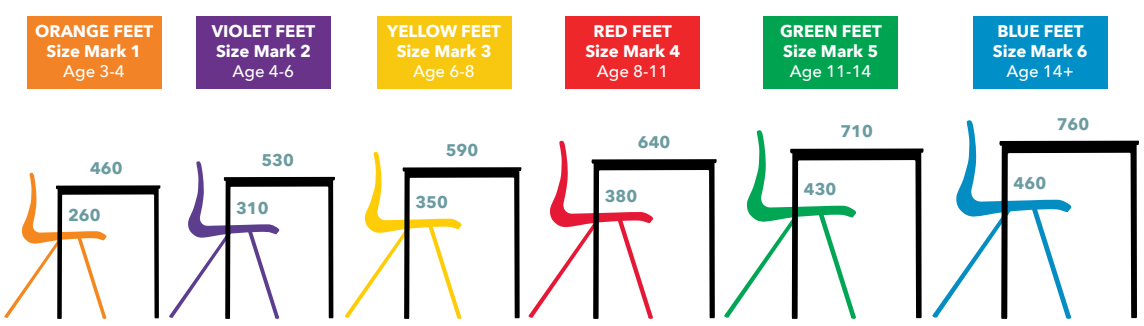 ORANGE FEET
Size Mark 1
Age 3-4
VIOLET FEET
Size Mark 2
Age 4-6
YELLOW FEET
Size Mark 3
Age 6-8
RED FEET
Size Mark 4
Age 8-11
GREEN FEET
Size Mark 5
Age 11-14
BLUE FEET
Size Mark 6
Age 14+
460
260
530
310
590
350
640
380
710
430
760
460